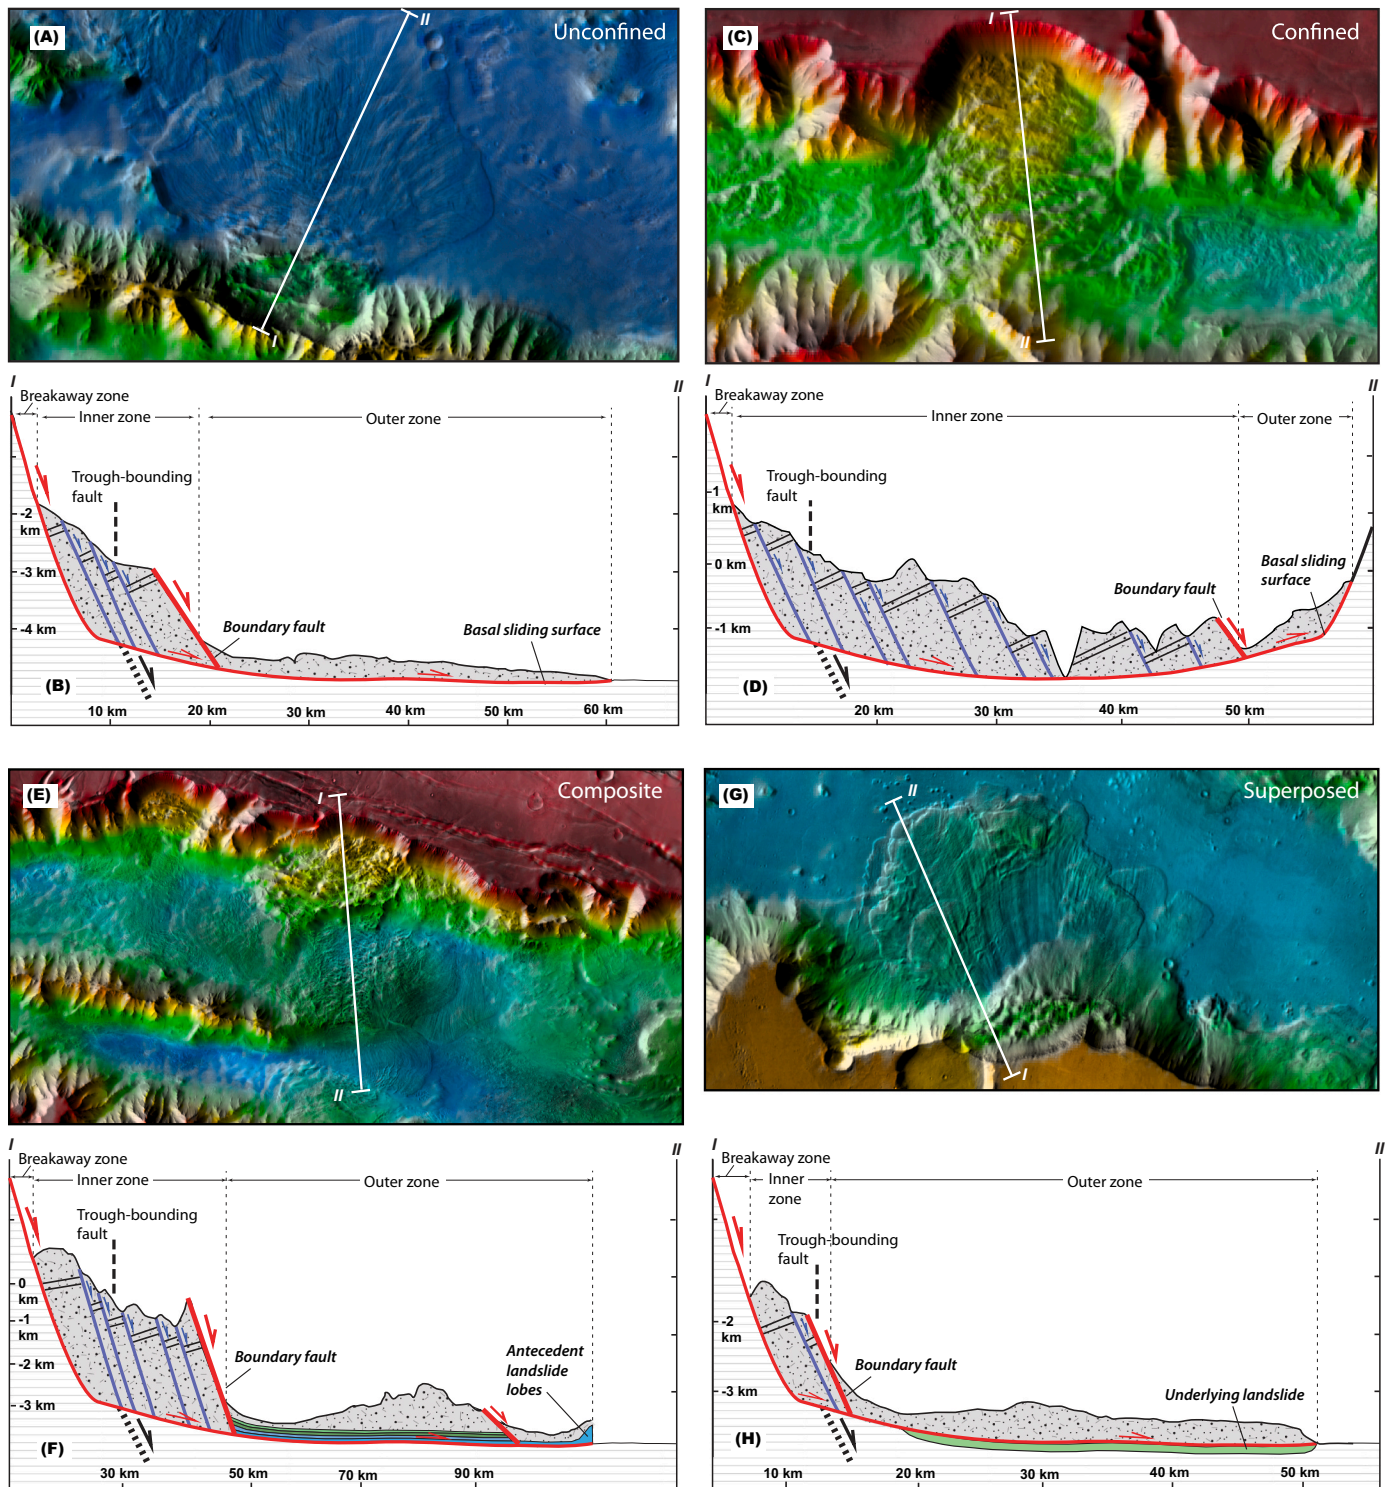 (A)
Unconfined
II
I
(C)
Confined
I
II
I
II
Breakaway zone
Inner zone
Outer zone
Trough-bounding
fault
-2
km
-3 km
-4 km
Boundary fault
Basal sliding surface
(B)
10 km
20 km
30 km
40 km
50 km
60 km
I
II
Breakaway zone
Inner zone
Outer zone
Trough-bounding
fault
1
km
0 km
-1 km
Boundary fault
Basal sliding
surface
(D)
20 km
30 km
40 km
50 km
(E)
Composite
I
II
(G)
Superposed
II
I
I
II
Breakaway zone
Inner zone
Outer zone
Trough-bounding
fault
0
km
-1
km
-2 km
-3 km
Boundary fault
Antecedent
landslide
lobes
(F)
30 km
50 km
70 km
90 km
I
II
Breakaway zone
Inner
zone
Outer zone
Trough-bounding
fault
-2
km
-3 km
Boundary fault
Underlying landslide
(H)
10 km
20 km
30 km
40 km
50 km